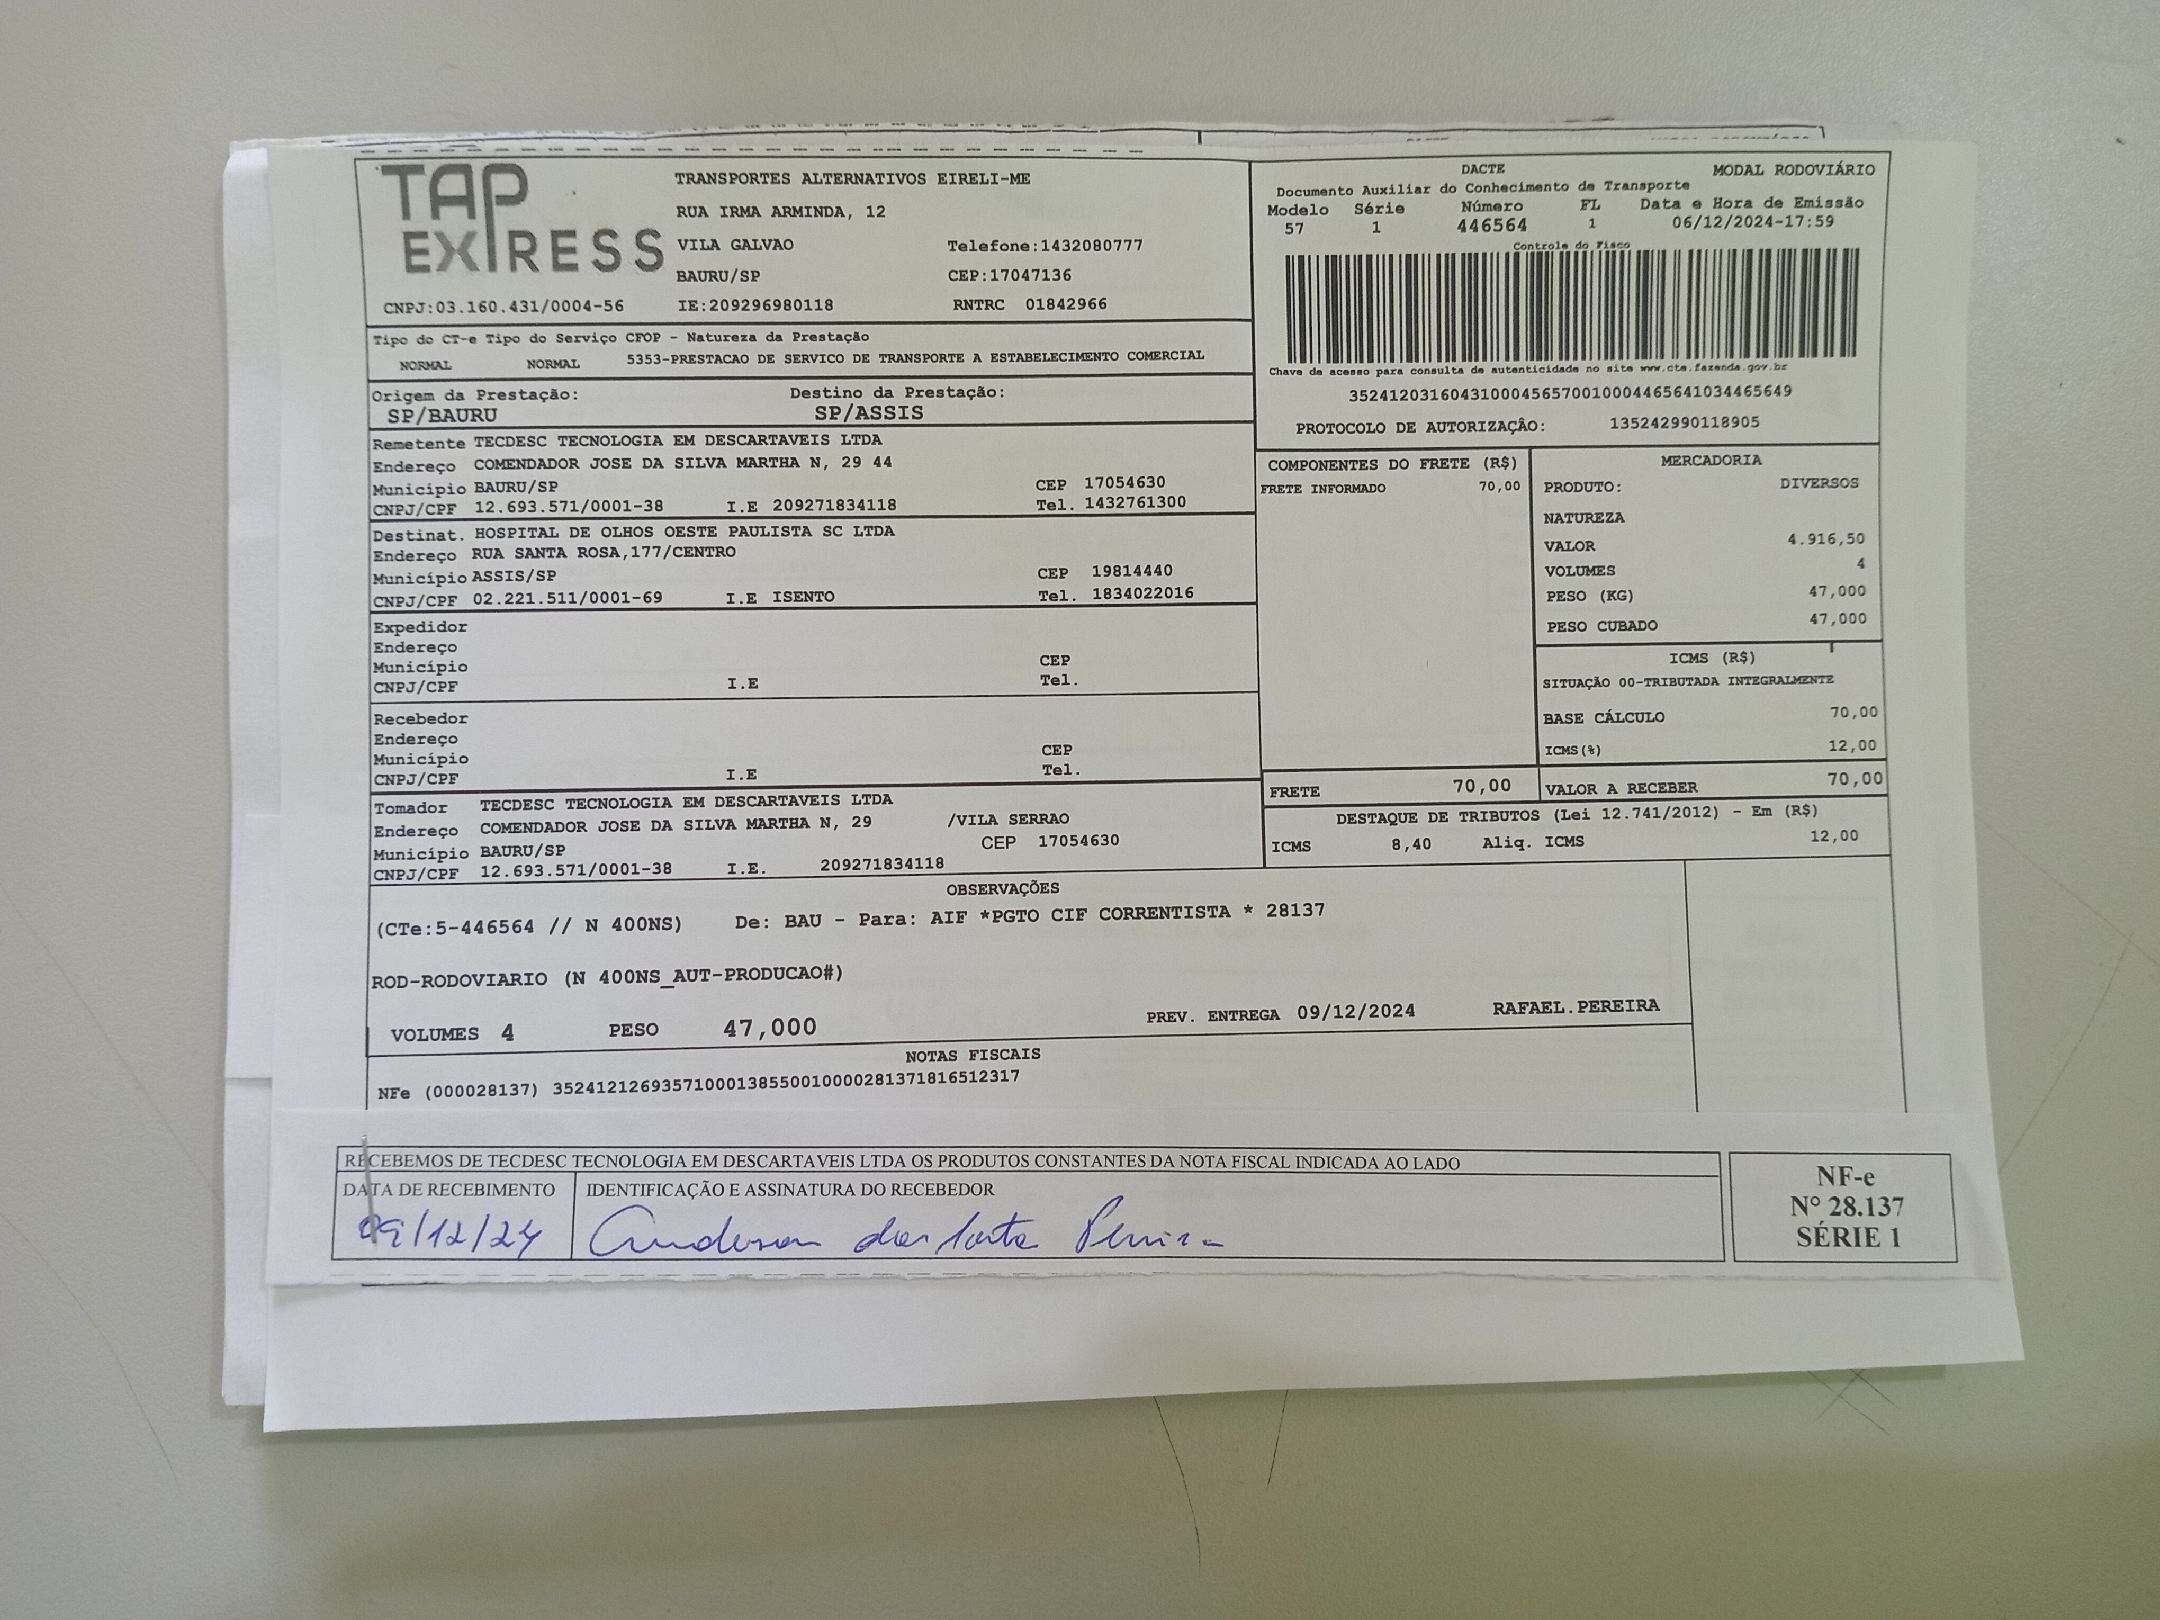 TAP EXPRESS
TRANSPORTES ALTERNATIVOS EIRELI-ME
RUA IRMA ARMINDA, 12
VILA GALVAO Telefone:1432080777
BAURU/SP CEP:17047136
CNPJ:03.160.431/0004-56 IE:209296980118 RNTRC 01842966
DACTE MODAL RODOVIÁRIO
Documento Auxiliar do Conhecimento de Transporte
Modelo Série Número FL Data e Hora de Emissão
57 1 446564 1 06/12/2024-17:59
Controle do Fisco
Chave de acesso para consulta de autenticidade no site www.cte.fazenda.gov.br
35241203160431000456570010004465641034465649
PROTOCOLO DE AUTORIZAÇÃO: 135242990118905
Tipo do CT-e Tipo do Serviço CFOP - Natureza da Prestação
NORMAL NORMAL 5353-PRESTACAO DE SERVICO DE TRANSPORTE A ESTABELECIMENTO COMERCIAL
Origem da Prestação: Destino da Prestação:
SP/BAURU SP/ASSIS
Remetente TECDESC TECNOLOGIA EM DESCARTAVEIS LTDA
Endereço COMENDADOR JOSE DA SILVA MARTHA N, 29 44
Município BAURU/SP CEP 17054630
CNPJ/CPF 12.693.571/0001-38 I.E 209271834118 Tel. 1432761300
Destinat. HOSPITAL DE OLHOS OESTE PAULISTA SC LTDA
Endereço RUA SANTA ROSA,177/CENTRO
Município ASSIS/SP CEP 19814440
CNPJ/CPF 02.221.511/0001-69 I.E ISENTO Tel. 1834022016
Expedidor
Endereço
Município CEP
CNPJ/CPF I.E Tel.
Recebedor
Endereço
Município CEP
CNPJ/CPF I.E Tel.
Tomador TECDESC TECNOLOGIA EM DESCARTAVEIS LTDA
Endereço COMENDADOR JOSE DA SILVA MARTHA N, 29 /VILA SERRAO
Município BAURU/SP CEP 17054630
CNPJ/CPF 12.693.571/0001-38 I.E. 209271834118
COMPONENTES DO FRETE (R$)
FRETE INFORMADO 70,00
MERCADORIA
PRODUTO: DIVERSOS
NATUREZA
VALOR 4.916,50
VOLUMES 4
PESO (KG) 47,000
PESO CUBADO 47,000
ICMS (R$)
SITUAÇÃO 00-TRIBUTADA INTEGRALMENTE
BASE CÁLCULO 70,00
ICMS(%) 12,00
FRETE 70,00 VALOR A RECEBER 70,00
DESTAQUE DE TRIBUTOS (Lei 12.741/2012) - Em (R$)
ICMS 8,40 Aliq. ICMS 12,00
OBSERVAÇÕES
(CTe:5-446564 // N 400NS) De: BAU - Para: AIF *PGTO CIF CORRENTISTA * 28137
ROD-RODOVIARIO (N 400NS_AUT-PRODUCAO#)
VOLUMES 4 PESO 47,000 PREV. ENTREGA 09/12/2024 RAFAEL.PEREIRA
NOTAS FISCAIS
NFe (000028137) 35241212693571000138550010000281371816512317
RECEBEMOS DE TECDESC TECNOLOGIA EM DESCARTAVEIS LTDA OS PRODUTOS CONSTANTES DA NOTA FISCAL INDICADA AO LADO
DATA DE RECEBIMENTO IDENTIFICAÇÃO E ASSINATURA DO RECEBEDOR
09/12/24 Anderson
NF-e
Nº 28.137
SÉRIE 1